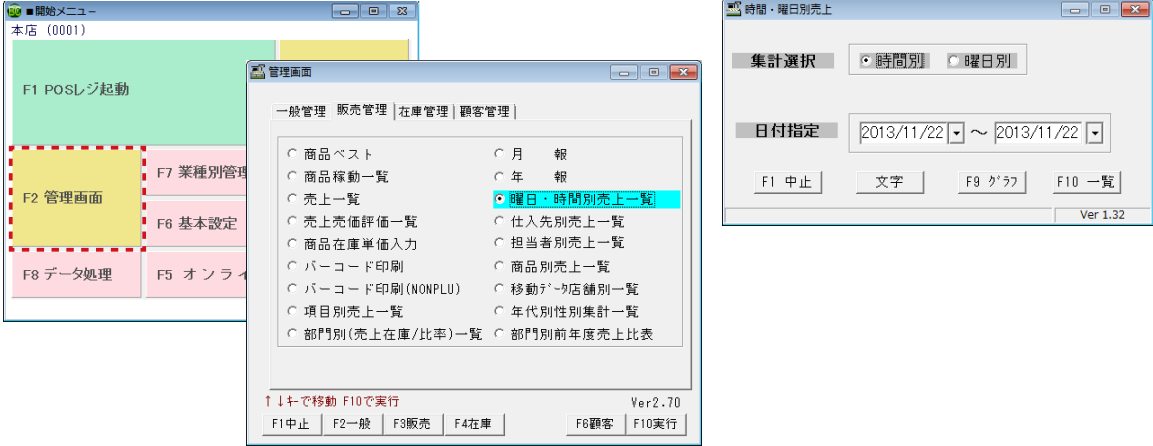 ■開始メニュー
本店 (0001)
F1 POSレジ起動
F2 管理画面
F7 業種別管理
F6 基本設定
F8 データ処理
F5 オンライ
管理画面
一般管理 販売管理 在庫管理 顧客管理
商品ベスト
商品稼動一覧
売上一覧
売上売価評価一覧
商品在庫単価入力
バーコード印刷
バーコード印刷(NONPLU)
項目別売上一覧
部門別(売上在庫/比率)一覧
月 報
年 報
曜日・時間別売上一覧
仕入先別売上一覧
担当者別売上一覧
商品別売上一覧
移動ﾃﾞｰﾀ店舗別一覧
年代別性別集計一覧
部門別前年度売上比表
↑↓ｷｰで移動 F10で実行
Ver2.70
F1中止 F2一般 F3販売 F4在庫 F6顧客 F10実行
時間・曜日別売上
集計選択 時間別 曜日別
日付指定 2013/11/22 ～ 2013/11/22
F1 中止 文字 F9 ｸﾞﾗﾌ F10 一覧
Ver 1.32